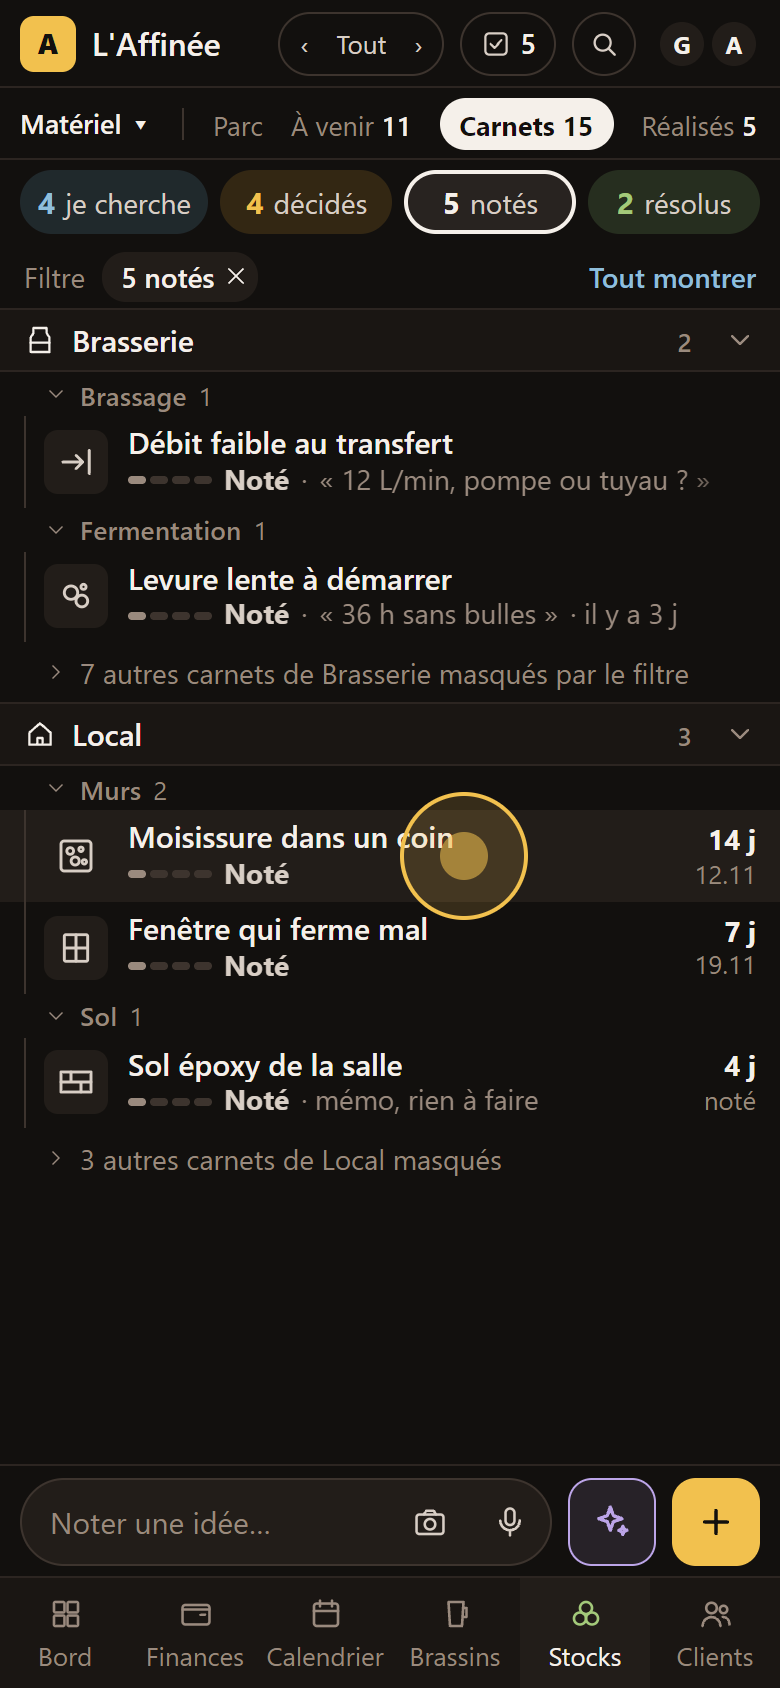 A L'Affinée ‹ Tout › 5 G A
Matériel ▼ Parc À venir 11 Carnets 15 Réalisés 5
4 je cherche 4 décidés 5 notés 2 résolus
Filtre 5 notés × Tout montrer
Brasserie 2
Brassage 1
Débit faible au transfert
Noté · « 12 L/min, pompe ou tuyau ? »
Fermentation 1
Levure lente à démarrer
Noté · « 36 h sans bulles » · il y a 3 j
7 autres carnets de Brasserie masqués par le filtre
Local 3
Murs 2
Moisissure dans un coin 14 j
Noté 12.11
Fenêtre qui ferme mal 7 j
Noté 19.11
Sol 1
Sol époxy de la salle 4 j
Noté · mémo, rien à faire noté
3 autres carnets de Local masqués
Noter une idée...
Bord Finances Calendrier Brassins Stocks Clients